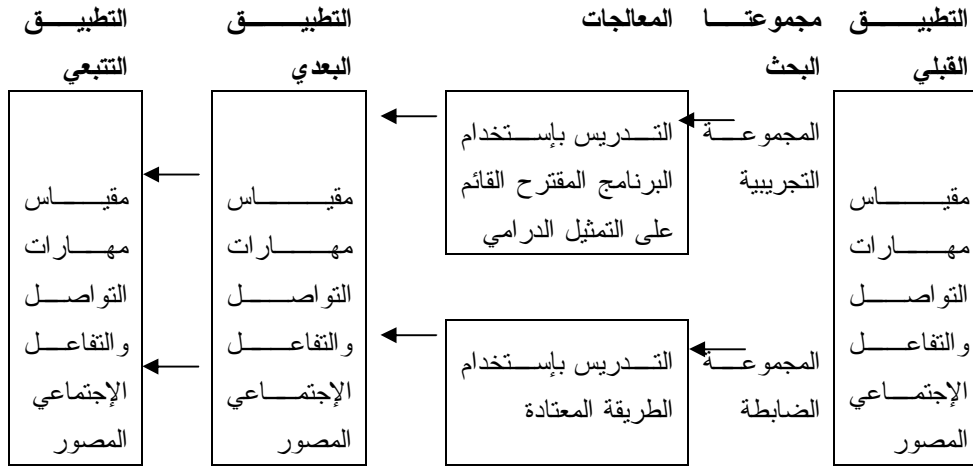 التطبيق القبلي
مقياس
مهارات
التواصل
والتفاعل
الإجتماعي
المصور
مجموعتا البحث
المجموعة
التجريبية
المجموعة
الضابطة
المعالجات
التدريس بإستخدام
البرنامج المقترح القائم
على التمثيل الدرامي
التدريس بإستخدام
الطريقة المعتادة
التطبيق
البعدي
مقياس
مهارات
التواصل
والتفاعل
الإجتماعي
المصور
التطبيق
التتبعي
مقياس
مهارات
التواصل
والتفاعل
الإجتماعي
المصور